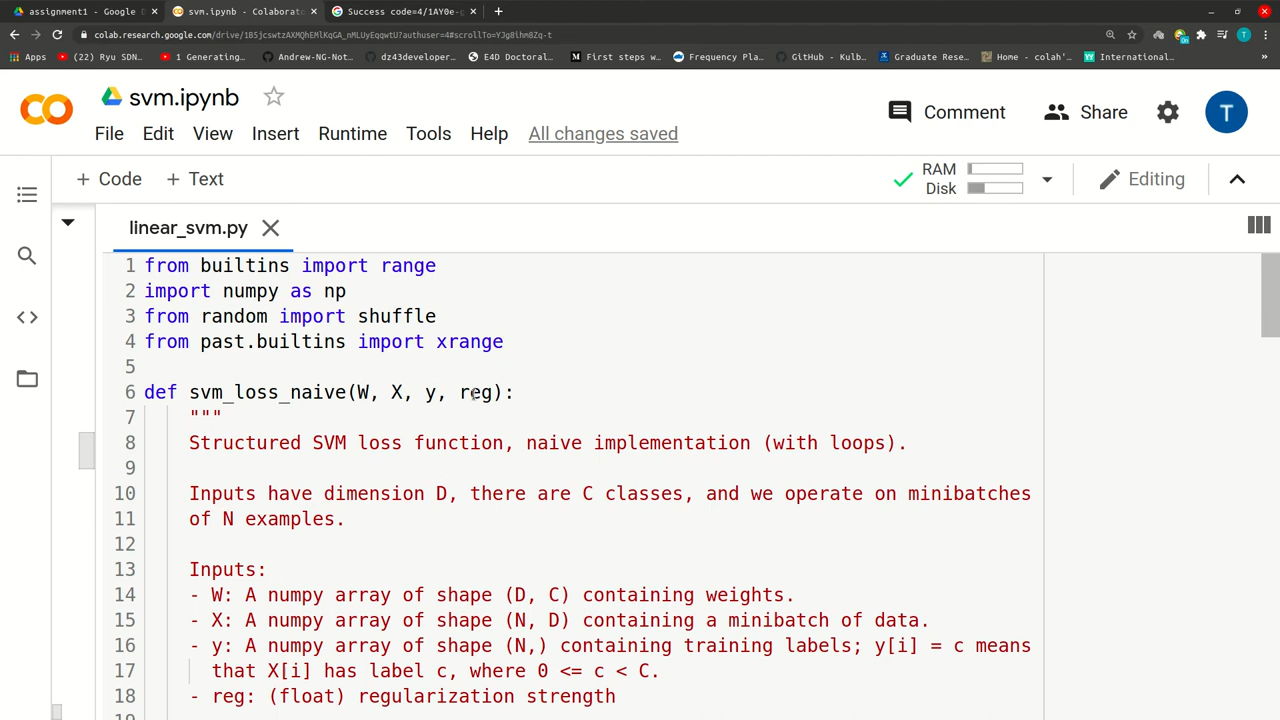 assignment1 - Google D
svm.ipynb - Colaborato
Success code=4/1AY0e-g
colab.research.google.com/drive/1BSjcswtzAXMQhEMlKqGA_nMLUyEqqwtU?authuser=4#scrollTo=YJg8ihm8Zq-t
Apps
(22) Ryu SDN..
1 Generating..
Andrew-NG-Not..
dz43developer..
E4D Doctoral..
First steps w..
Frequency Pla..
GitHub - Kulb..
Graduate Rese..
Home - colah'..
International..
svm.ipynb
Comment
Share
T
File Edit View Insert Runtime Tools Help All changes saved
+ Code + Text
RAM
Disk
Editing
linear_svm.py
1 from builtins import range
2 import numpy as np
3 from random import shuffle
4 from past.builtins import xrange
5
6 def svm_loss_naive(W, X, y, reg):
7 """
8 Structured SVM loss function, naive implementation (with loops).
9
10 Inputs have dimension D, there are C classes, and we operate on minibatches
11 of N examples.
12
13 Inputs:
14 - W: A numpy array of shape (D, C) containing weights.
15 - X: A numpy array of shape (N, D) containing a minibatch of data.
16 - y: A numpy array of shape (N,) containing training labels; y[i] = c means
17 that X[i] has label c, where 0 <= c < C.
18 - reg: (float) regularization strength